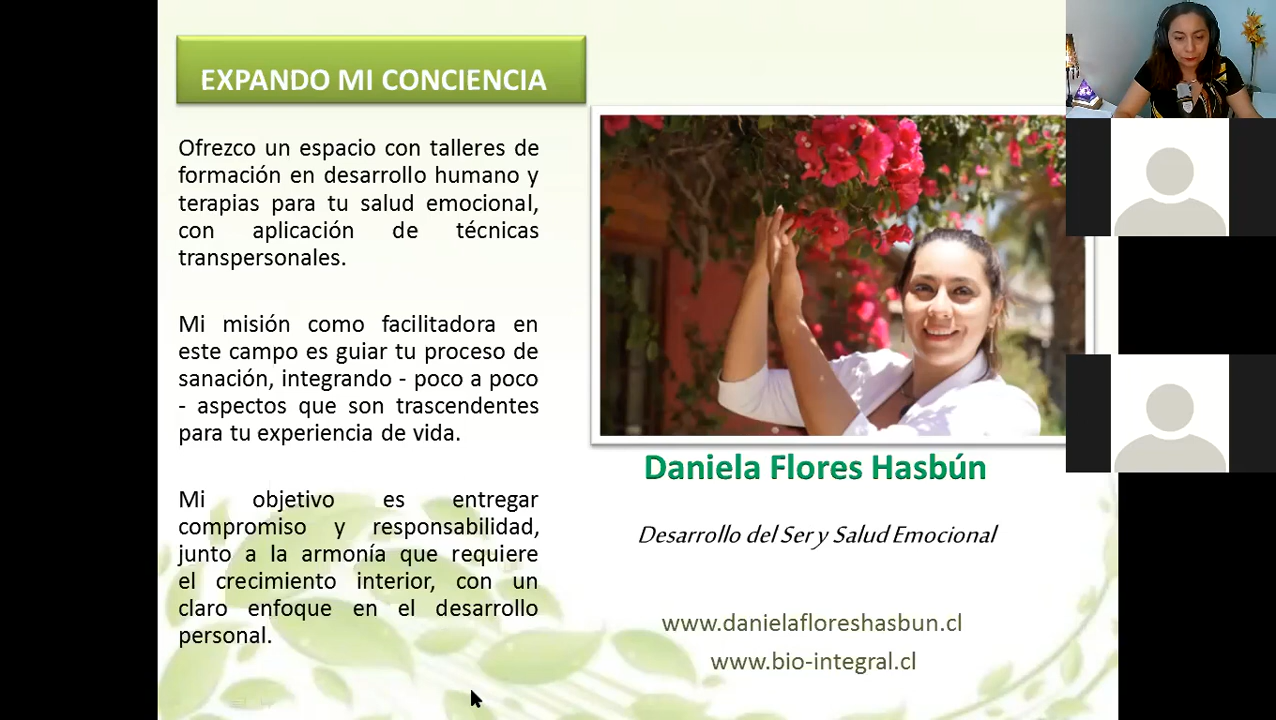 EXPANDO MI CONCIENCIA
Ofrezco un espacio con talleres de
formación en desarrollo humano y
terapias para tu salud emocional,
con aplicación de técnicas
transpersonales.
Mi misión como facilitadora en
este campo es guiar tu proceso de
sanación, integrando - poco a poco
- aspectos que son trascendentes
para tu experiencia de vida.
Mi objetivo es entregar
compromiso y responsabilidad,
junto a la armonía que requiere
el crecimiento interior, con un
claro enfoque en el desarrollo
personal.
Daniela Flores Hasbún
Desarrollo del Ser y Salud Emocional
www.danielafloreshasbun.cl
www.bio-integral.cl